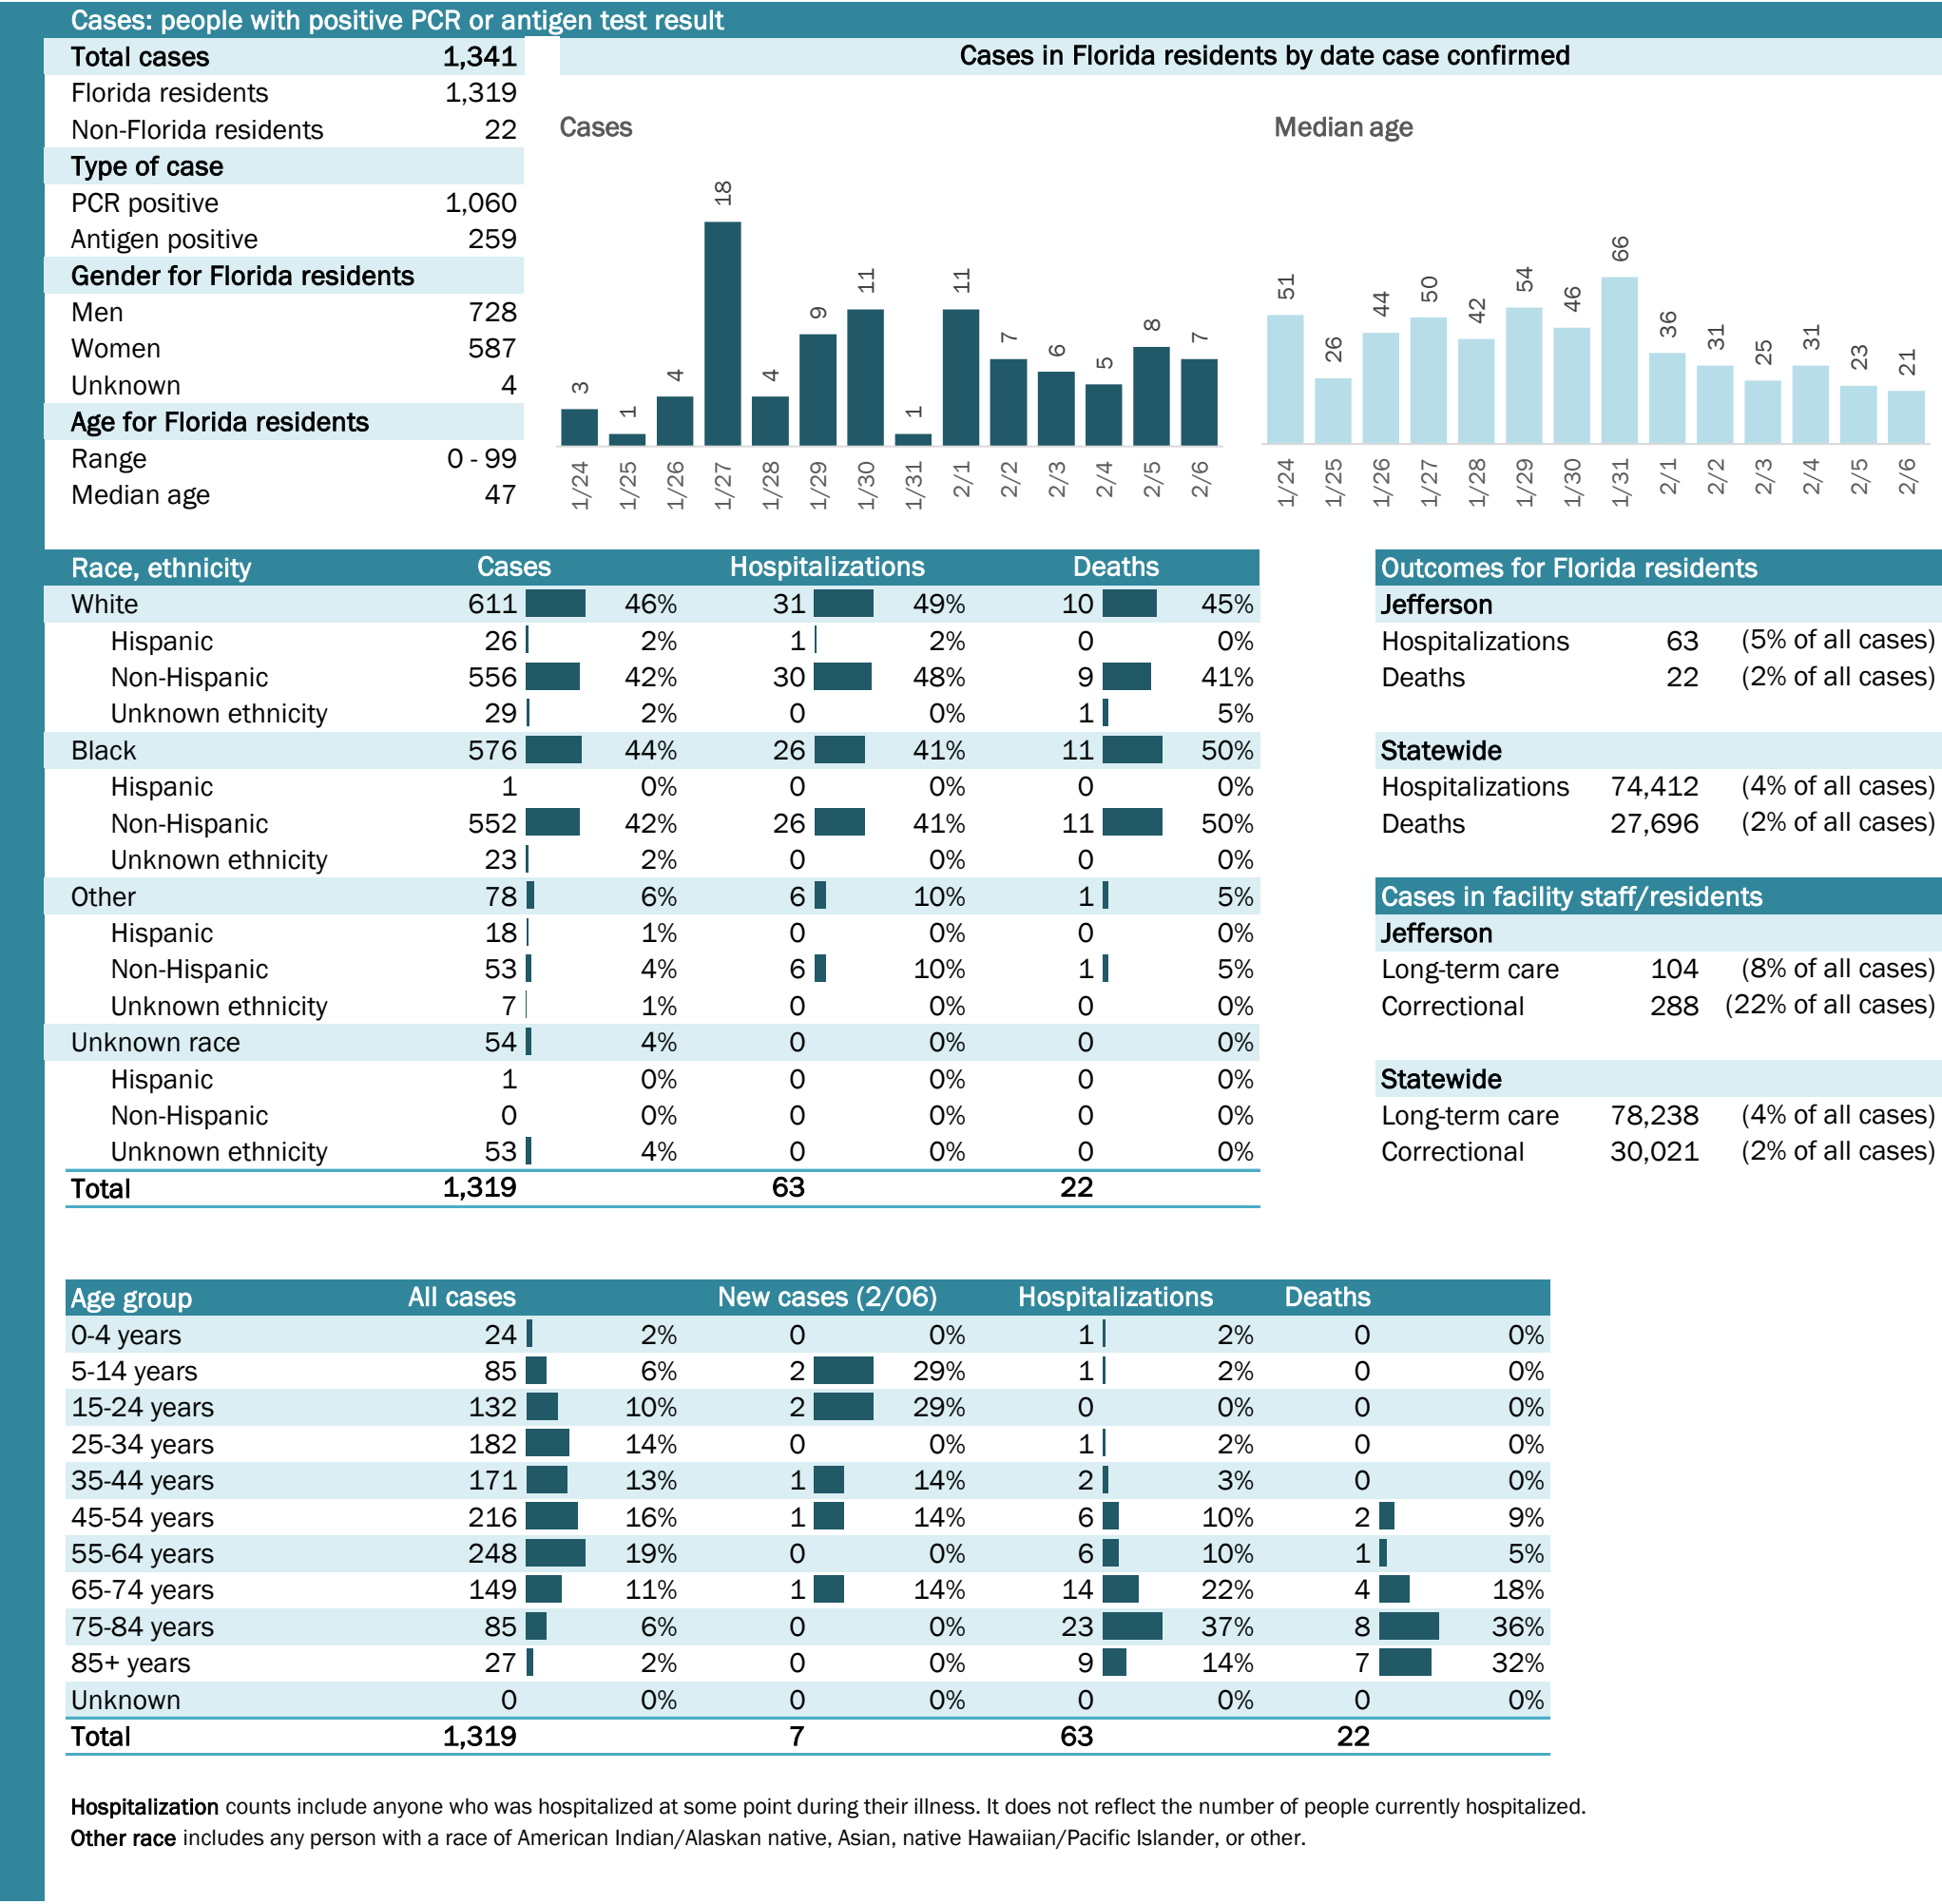 Cases: people with positive PCR or antigen test result
Total cases 1,341
Florida residents 1,319
Non-Florida residents 22
Type of case
PCR positive 1,060
Antigen positive 259
Gender for Florida residents
Men 728
Women 587
Unknown 4
Age for Florida residents
Range 0 - 99
Median age 47
Cases in Florida residents by date case confirmed
Cases
3 1 4 18 4 9 11 1 11 7 6 5 8 7
1/24 1/25 1/26 1/27 1/28 1/29 1/30 1/31 2/1 2/2 2/3 2/4 2/5 2/6
Median age
51 26 44 50 42 54 46 66 36 31 25 31 23 21
1/24 1/25 1/26 1/27 1/28 1/29 1/30 1/31 2/1 2/2 2/3 2/4 2/5 2/6
Race, ethnicity Cases Hospitalizations Deaths
White 611 46% 31 49% 10 45%
Hispanic 26 2% 1 2% 0 0%
Non-Hispanic 556 42% 30 48% 9 41%
Unknown ethnicity 29 2% 0 0% 1 5%
Black 576 44% 26 41% 11 50%
Hispanic 1 0% 0 0% 0 0%
Non-Hispanic 552 42% 26 41% 11 50%
Unknown ethnicity 23 2% 0 0% 0 0%
Other 78 6% 6 10% 1 5%
Hispanic 18 1% 0 0% 0 0%
Non-Hispanic 53 4% 6 10% 1 5%
Unknown ethnicity 7 1% 0 0% 0 0%
Unknown race 54 4% 0 0% 0 0%
Hispanic 1 0% 0 0% 0 0%
Non-Hispanic 0 0% 0 0% 0 0%
Unknown ethnicity 53 4% 0 0% 0 0%
Total 1,319 63 22
Outcomes for Florida residents
Jefferson
Hospitalizations 63 (5% of all cases)
Deaths 22 (2% of all cases)
Statewide
Hospitalizations 74,412 (4% of all cases)
Deaths 27,696 (2% of all cases)
Cases in facility staff/residents
Jefferson
Long-term care 104 (8% of all cases)
Correctional 288 (22% of all cases)
Statewide
Long-term care 78,238 (4% of all cases)
Correctional 30,021 (2% of all cases)
Age group All cases New cases (2/06) Hospitalizations Deaths
0-4 years 24 2% 0 0% 1 2% 0 0%
5-14 years 85 6% 2 29% 1 2% 0 0%
15-24 years 132 10% 2 29% 0 0% 0 0%
25-34 years 182 14% 0 0% 1 2% 0 0%
35-44 years 171 13% 1 14% 2 3% 0 0%
45-54 years 216 16% 1 14% 6 10% 2 9%
55-64 years 248 19% 0 0% 6 10% 1 5%
65-74 years 149 11% 1 14% 14 22% 4 18%
75-84 years 85 6% 0 0% 23 37% 8 36%
85+ years 27 2% 0 0% 9 14% 7 32%
Unknown 0 0% 0 0% 0 0% 0 0%
Total 1,319 7 63 22
Hospitalization counts include anyone who was hospitalized at some point during their illness. It does not reflect the number of people currently hospitalized.
Other race includes any person with a race of American Indian/Alaskan native, Asian, native Hawaiian/Pacific Islander, or other.